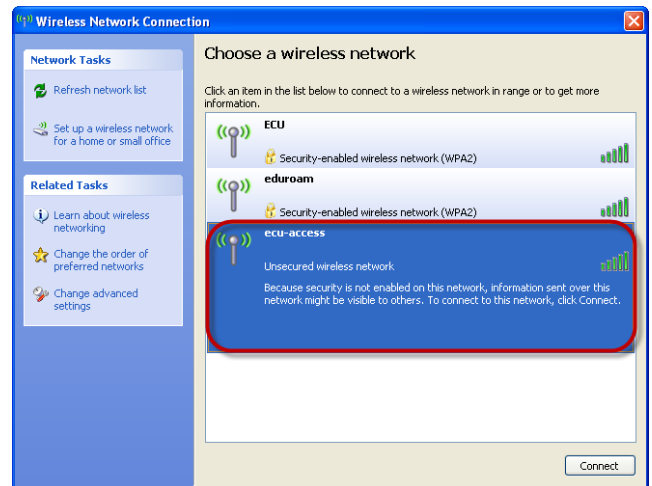 Wireless Network Connection
Network Tasks
Refresh network list
Set up a wireless network
for a home or small office
Related Tasks
Learn about wireless
networking
Change the order of
preferred networks
Change advanced
settings
Choose a wireless network
Click an item in the list below to connect to a wireless network in range or to get more
information.
ECU
Security-enabled wireless network (WPA2)
eduroam
Security-enabled wireless network (WPA2)
ecu-access
Unsecured wireless network
Because security is not enabled on this network, information sent over this
network might be visible to others. To connect to this network, click Connect.
Connect